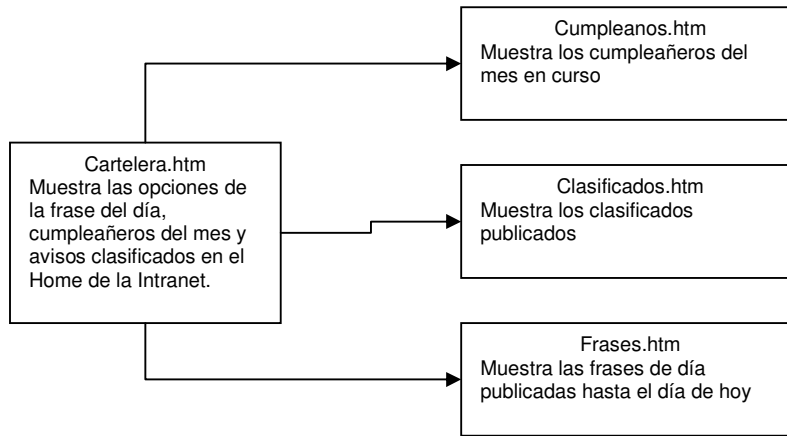 Cumpleanos.htm
Muestra los cumpleañeros del
mes en curso
Cartelera.htm
Muestra las opciones de
la frase del día,
cumpleañeros del mes y
avisos clasificados en el
Home de la Intranet.
Clasificados.htm
Muestra los clasificados
publicados
Frases.htm
Muestra las frases de día
publicadas hasta el día de hoy